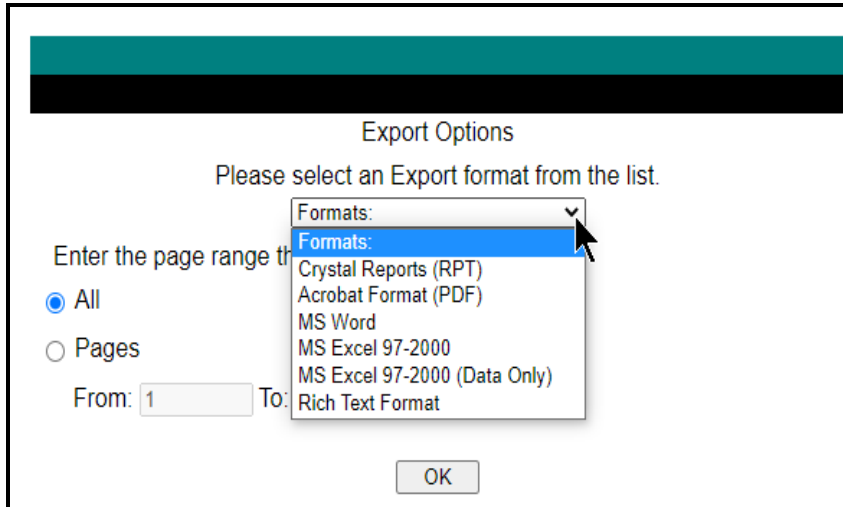 Export Options
Please select an Export format from the list.
Formats:
Formats:
Enter the page range
Crystal Reports (RPT)
All
Acrobat Format (PDF)
MS Word
Pages
MS Excel 97-2000
MS Excel 97-2000 (Data Only)
From: 1 To:
Rich Text Format
OK